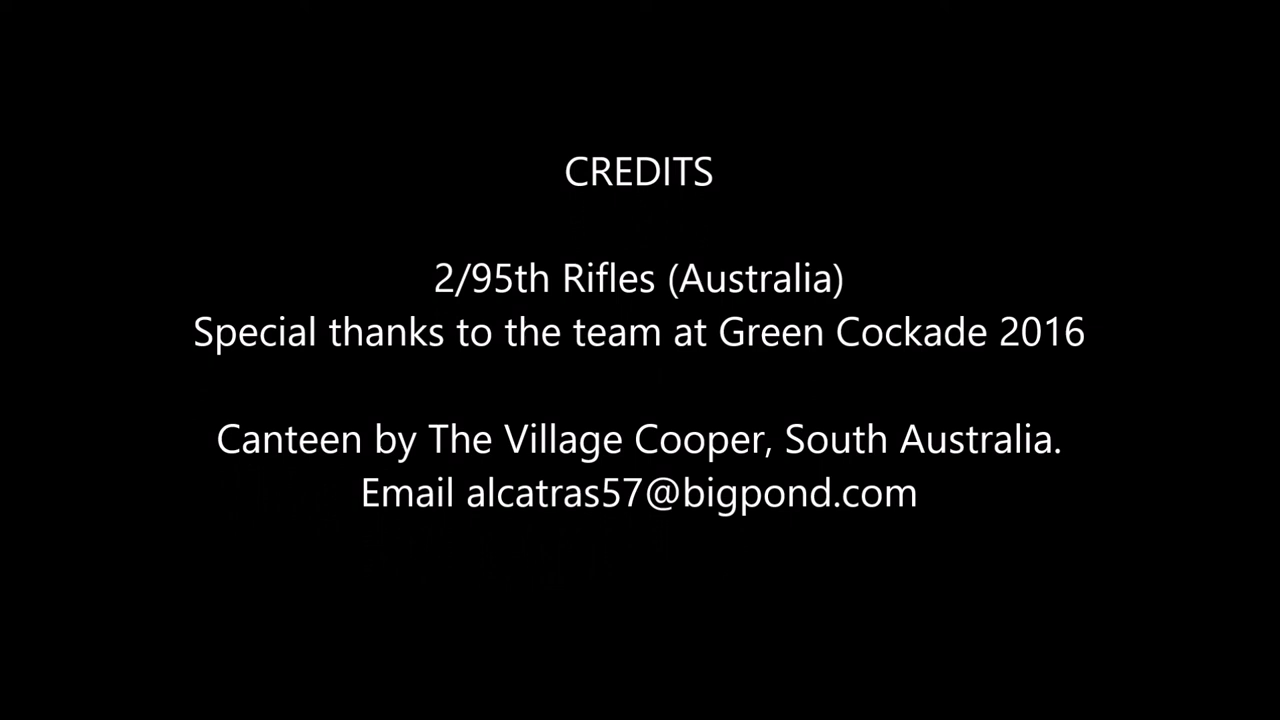 CREDITS
2/95th Rifles (Australia)
Special thanks to the team at Green Cockade 2016
Canteen by The Village Cooper, South Australia.
Email alcatras57@bigpond.com